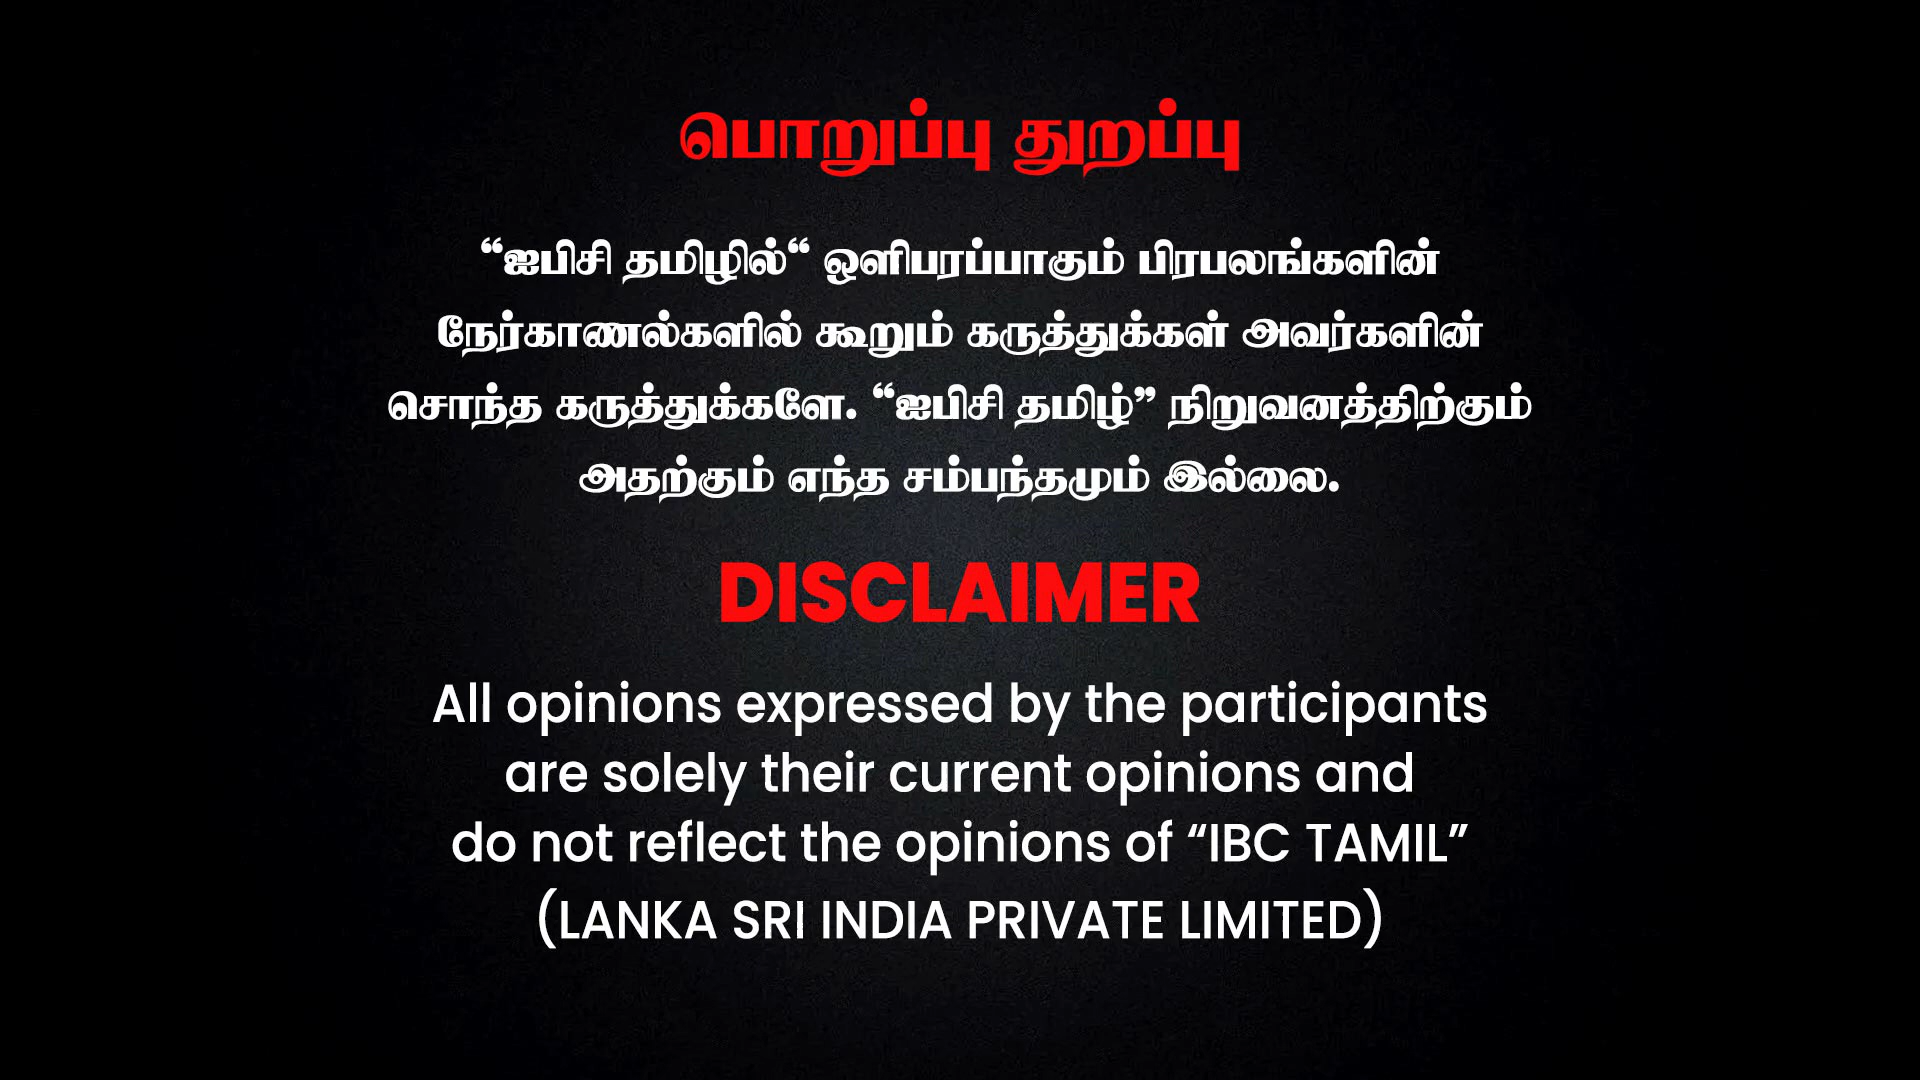 பொறுப்பு துறப்பு
“ஐபிசி தமிழில்“ ஒளிபரப்பாகும் பிரபலங்களின்
நேர்காணல்களில் கூறும் கருத்துக்கள் அவர்களின்
சொந்த கருத்துக்களே. “ஐபிசி தமிழ்” நிறுவனத்திற்கும்
அதற்கும் எந்த சம்பந்தமும் இல்லை.
DISCLAIMER
All opinions expressed by the participants
are solely their current opinions and
do not reflect the opinions of “IBC TAMIL”
(LANKA SRI INDIA PRIVATE LIMITED)